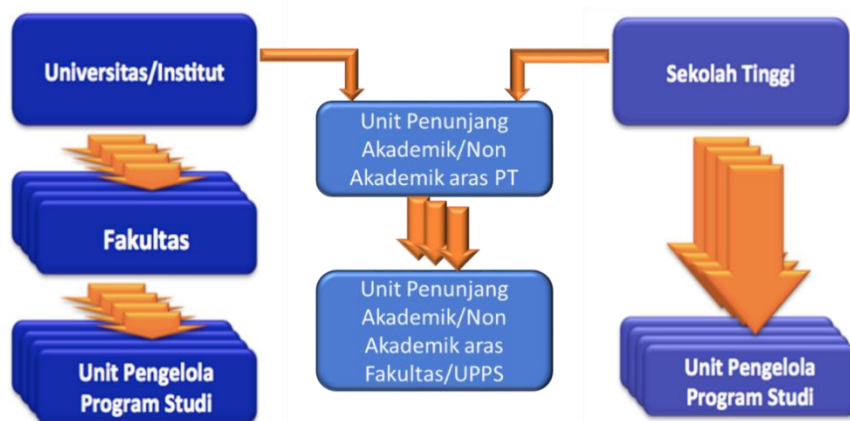 Universitas/Institut
Sekolah Tinggi
Unit Penunjang
Akademik/Non
Akademik aras PT
Fakultas
Unit Penunjang
Akademik/Non
Akademik aras
Fakultas/UPPS
Unit Pengelola
Program Studi
Unit Pengelola
Program Studi